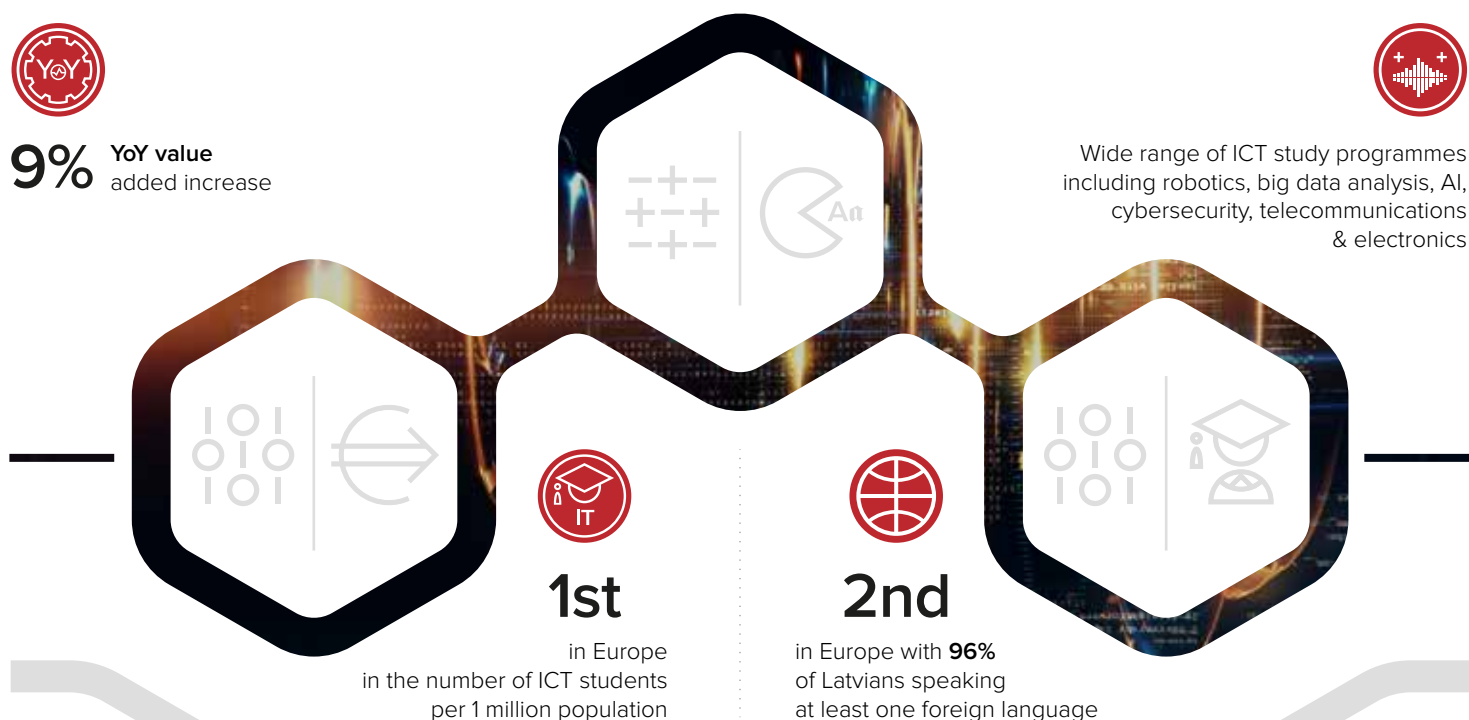 YoY
9% YoY value
added increase
Wide range of ICT study programmes
including robotics, big data analysis, AI,
cybersecurity, telecommunications
& electronics
IT
1st
in Europe
in the number of ICT students
per 1 million population
2nd
in Europe with 96%
of Latvians speaking
at least one foreign language